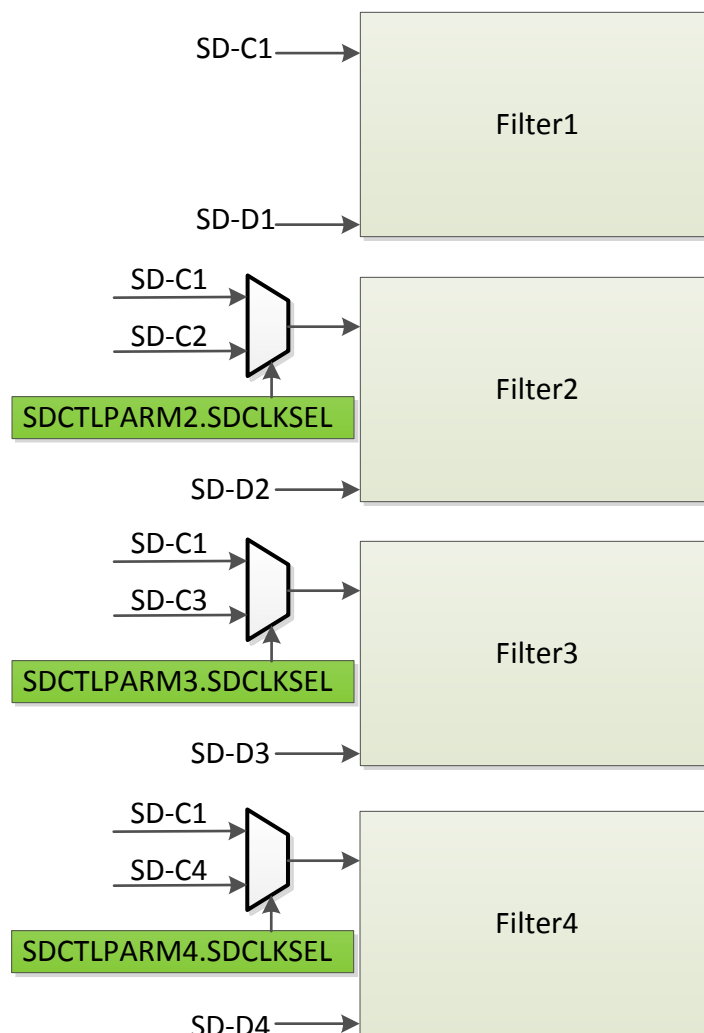 SD-C1
Filter1
SD-D1
SD-C1
SD-C2
Filter2
SDCTLPARM2.SDCLKSEL
SD-D2
SD-C1
SD-C3
Filter3
SDCTLPARM3.SDCLKSEL
SD-D3
SD-C1
SD-C4
Filter4
SDCTLPARM4.SDCLKSEL
SD-D4